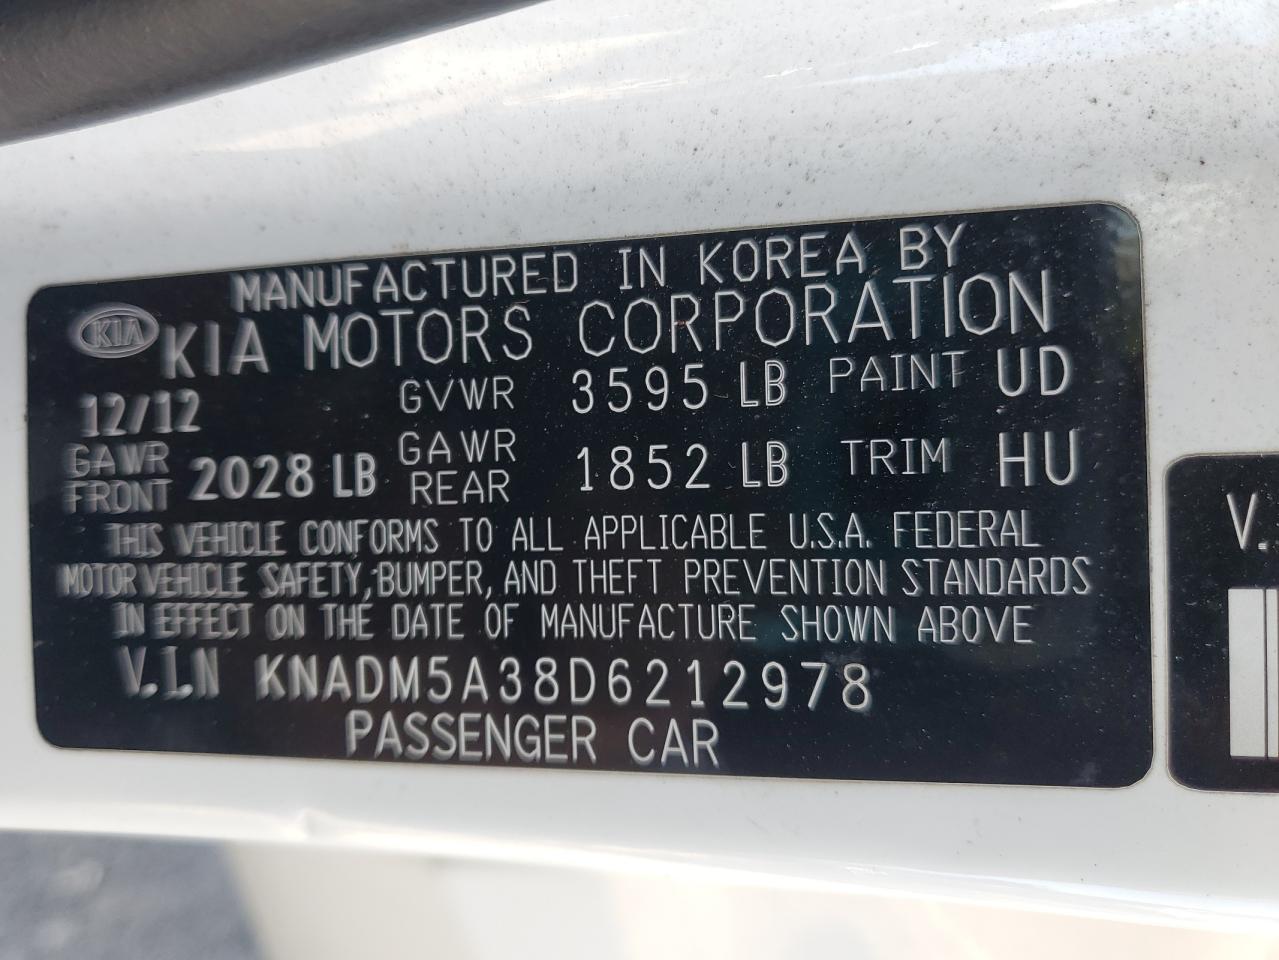 MANUFACTURED IN KOREA BY
KIA KIA MOTORS CORPORATION
12/12 GVWR 3595 LB PAINT UD
GAWR FRONT 2028 LB GAWR REAR 1852 LB TRIM HU
THIS VEHICLE CONFORMS TO ALL APPLICABLE U.S.A. FEDERAL
MOTOR VEHICLE SAFETY, BUMPER, AND THEFT PREVENTION STANDARDS
IN EFFECT ON THE DATE OF MANUFACTURE SHOWN ABOVE
V.I.N KNADM5A38D6212978
PASSENGER CAR
V.